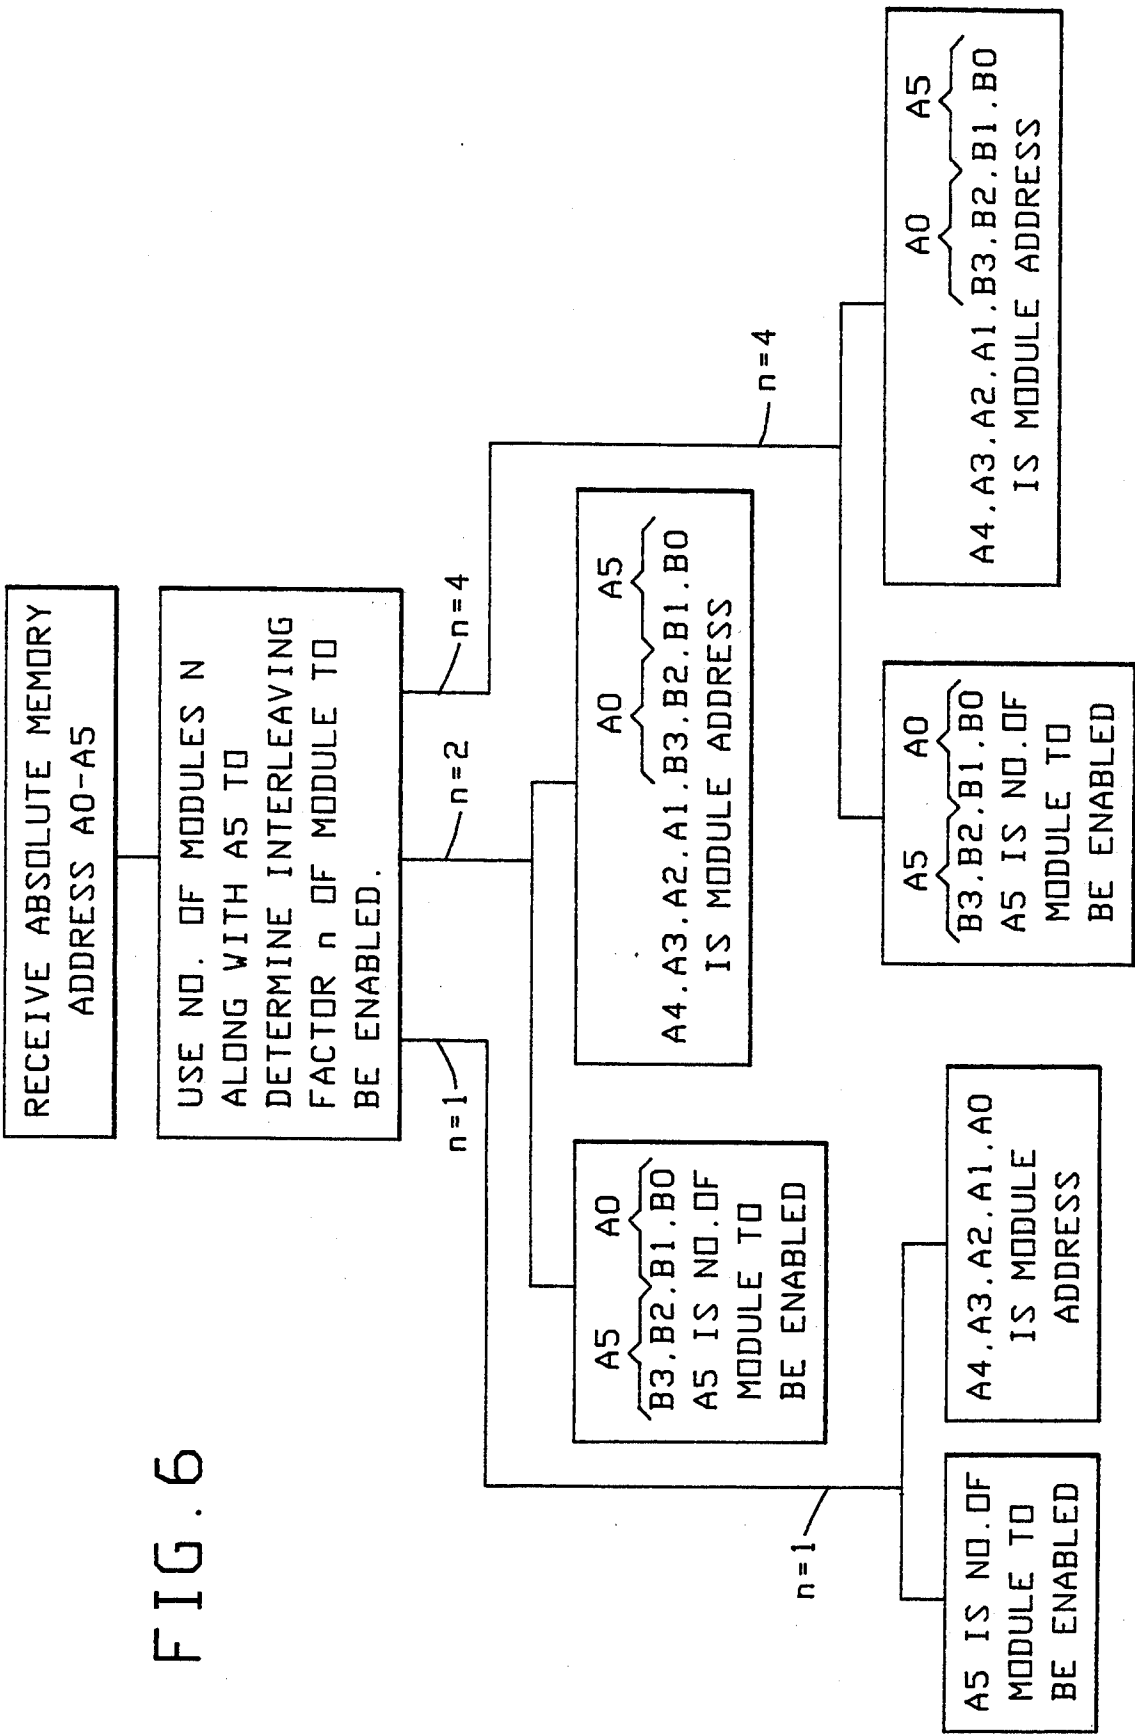 FIG.6
RECEIVE ABSOLUTE MEMORY
ADDRESS A0-A5
USE NO. OF MODULES N
ALONG WITH A5 TO
DETERMINE INTERLEAVING
FACTOR n OF MODULE TO
BE ENABLED.
n=1
n=2
n=4
A5 A0
B3.B2.B1.B0
A5 IS NO.OF
MODULE TO
BE ENABLED
A0 A5
A4.A3.A2.A1.B3.B2.B1.B0
IS MODULE ADDRESS
n=1
n=4
A5 IS NO.OF
MODULE TO
BE ENABLED
A4.A3.A2.A1.A0
IS MODULE
ADDRESS
A5 A0
B3.B2.B1.B0
A5 IS NO.OF
MODULE TO
BE ENABLED
A0 A5
A4.A3.A2.A1.B3.B2.B1.B0
IS MODULE ADDRESS